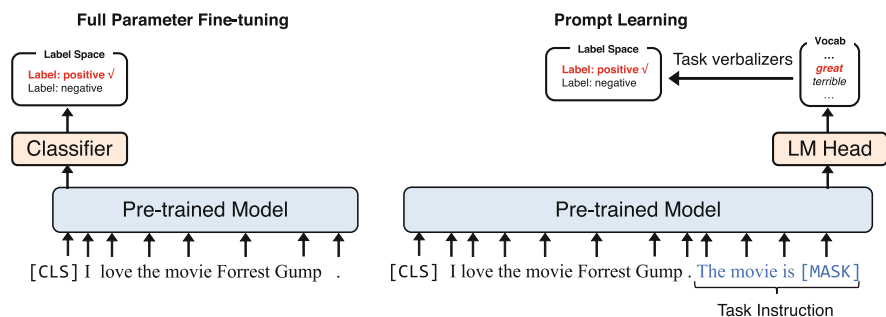 Full Parameter Fine-tuning
Label Space
Label: positive √
Label: negative
Classifier
Pre-trained Model
[CLS] I love the movie Forrest Gump .
Prompt Learning
Label Space
Label: positive √
Label: negative
Task verbalizers
Vocab
...
great
terrible
...
LM Head
Pre-trained Model
[CLS] I love the movie Forrest Gump . The movie is [MASK]
Task Instruction